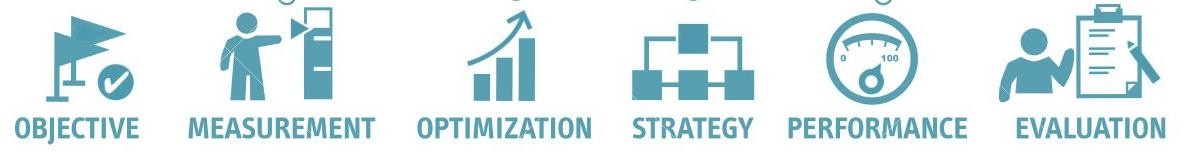 0 100
OBJECTIVE MEASUREMENT OPTIMIZATION STRATEGY PERFORMANCE EVALUATION